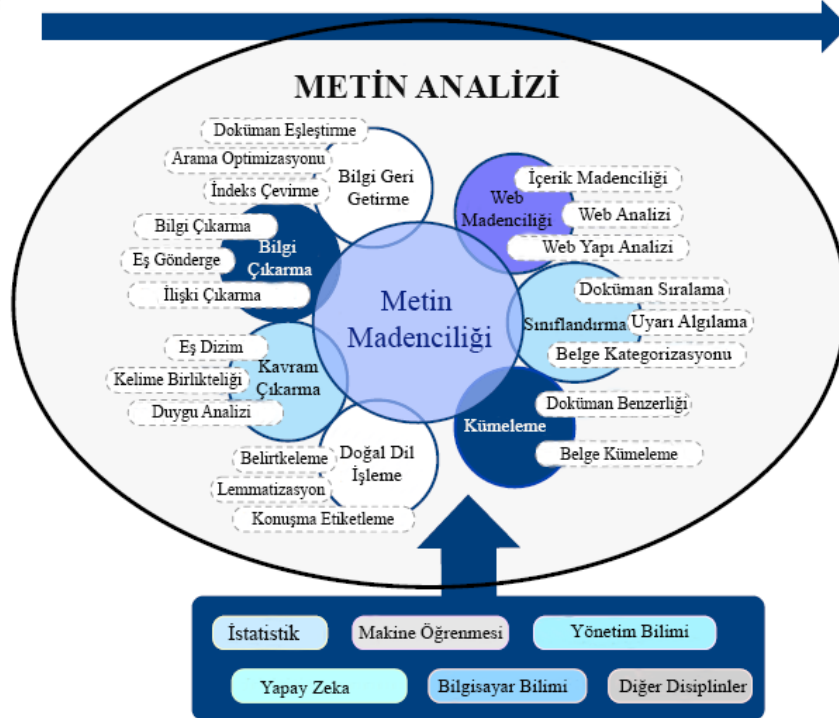 METİN ANALİZİ
Doküman Eşleştirme
Arama Optimizasyonu
İndeks Çevirme
Bilgi Geri
Getirme
Bilgi Çıkarma
Eş Gönderge
İlişki Çıkarma
Bilgi
Çıkarma
Eş Dizim
Kelime Birlikteliği
Duygu Analizi
Kavram
Çıkarma
Belirtkeleme
Lemmatizasyon
Konuşma Etiketleme
Doğal Dil
İşleme
Metin
Madenciliği
Web
Madenciliği
İçerik Madenciliği
Web Analizi
Web Yapı Analizi
Sınıflandırma
Doküman Sıralama
Uyarı Algılama
Belge Kategorizasyonu
Kümeleme
Doküman Benzerliği
Belge Kümeleme
İstatistik
Makine Öğrenmesi
Yönetim Bilimi
Yapay Zeka
Bilgisayar Bilimi
Diğer Disiplinler